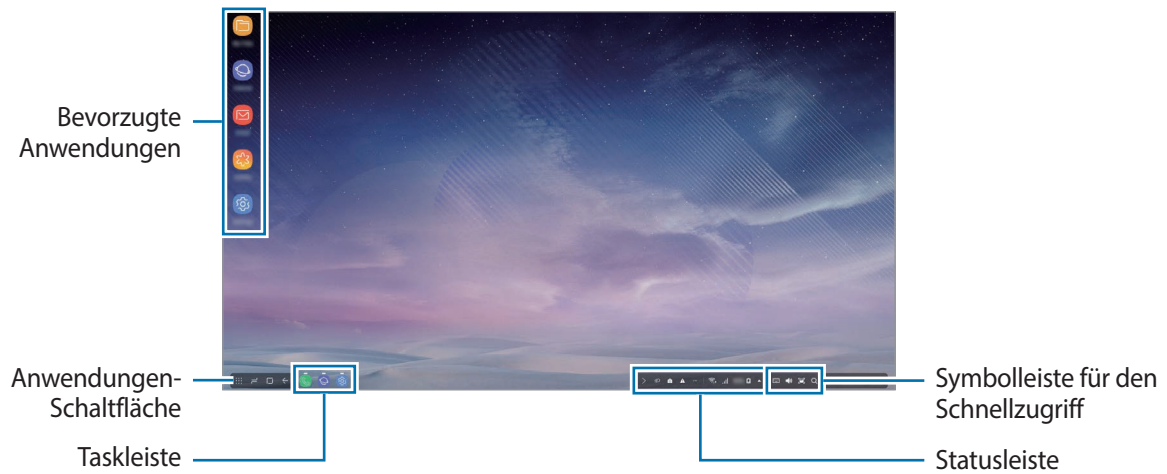 Bevorzugte
Anwendungen
Anwendungen-
Schaltfläche
Taskleiste
Symbolleiste für den
Schnellzugriff
Statusleiste